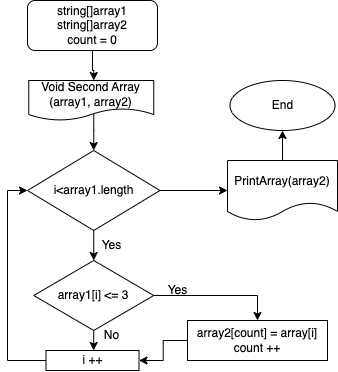 string[]array1
string[]array2
count = 0
Void Second Array
(array1, array2)
End
i<array1.length
PrintArray(array2)
Yes
array1[i] <= 3
Yes
No
array2[count] = array[i]
count ++
i ++